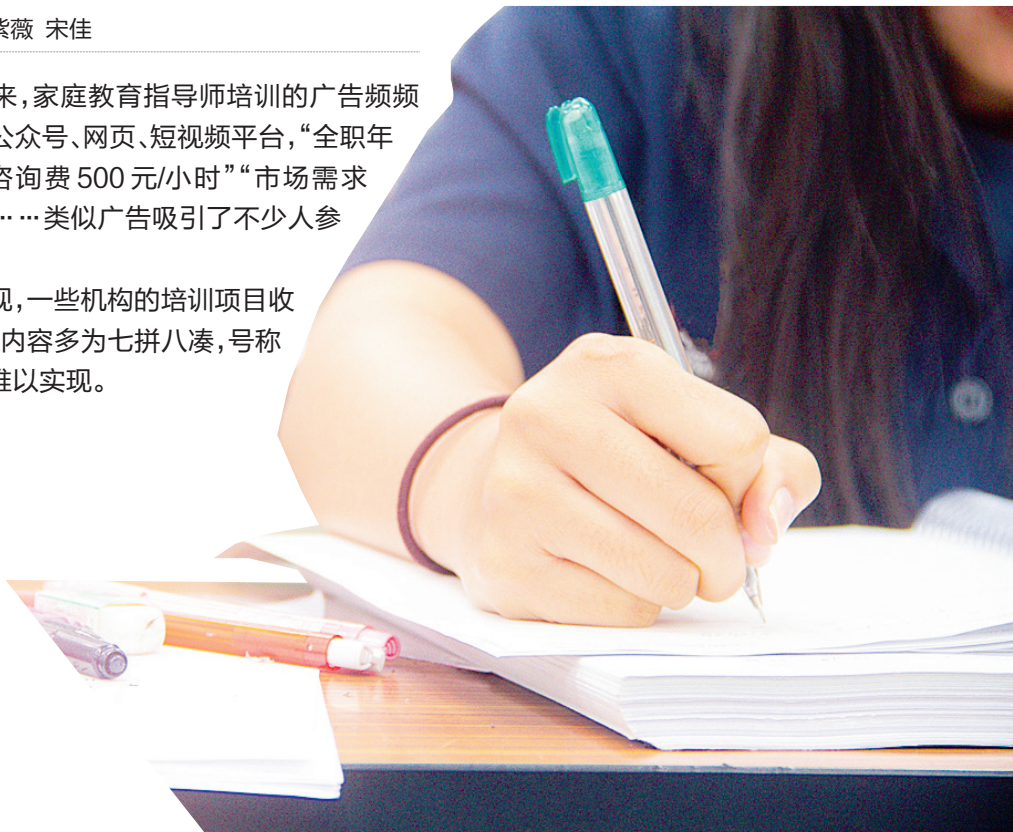 紫薇 宋佳
来,家庭教育指导师培训的广告频频
公众号、网页、短视频平台,“全职年
咨询费 500 元/小时”“市场需求
……类似广告吸引了不少人参
现,一些机构的培训项目收
内容多为七拼八凑,号称
难以实现。